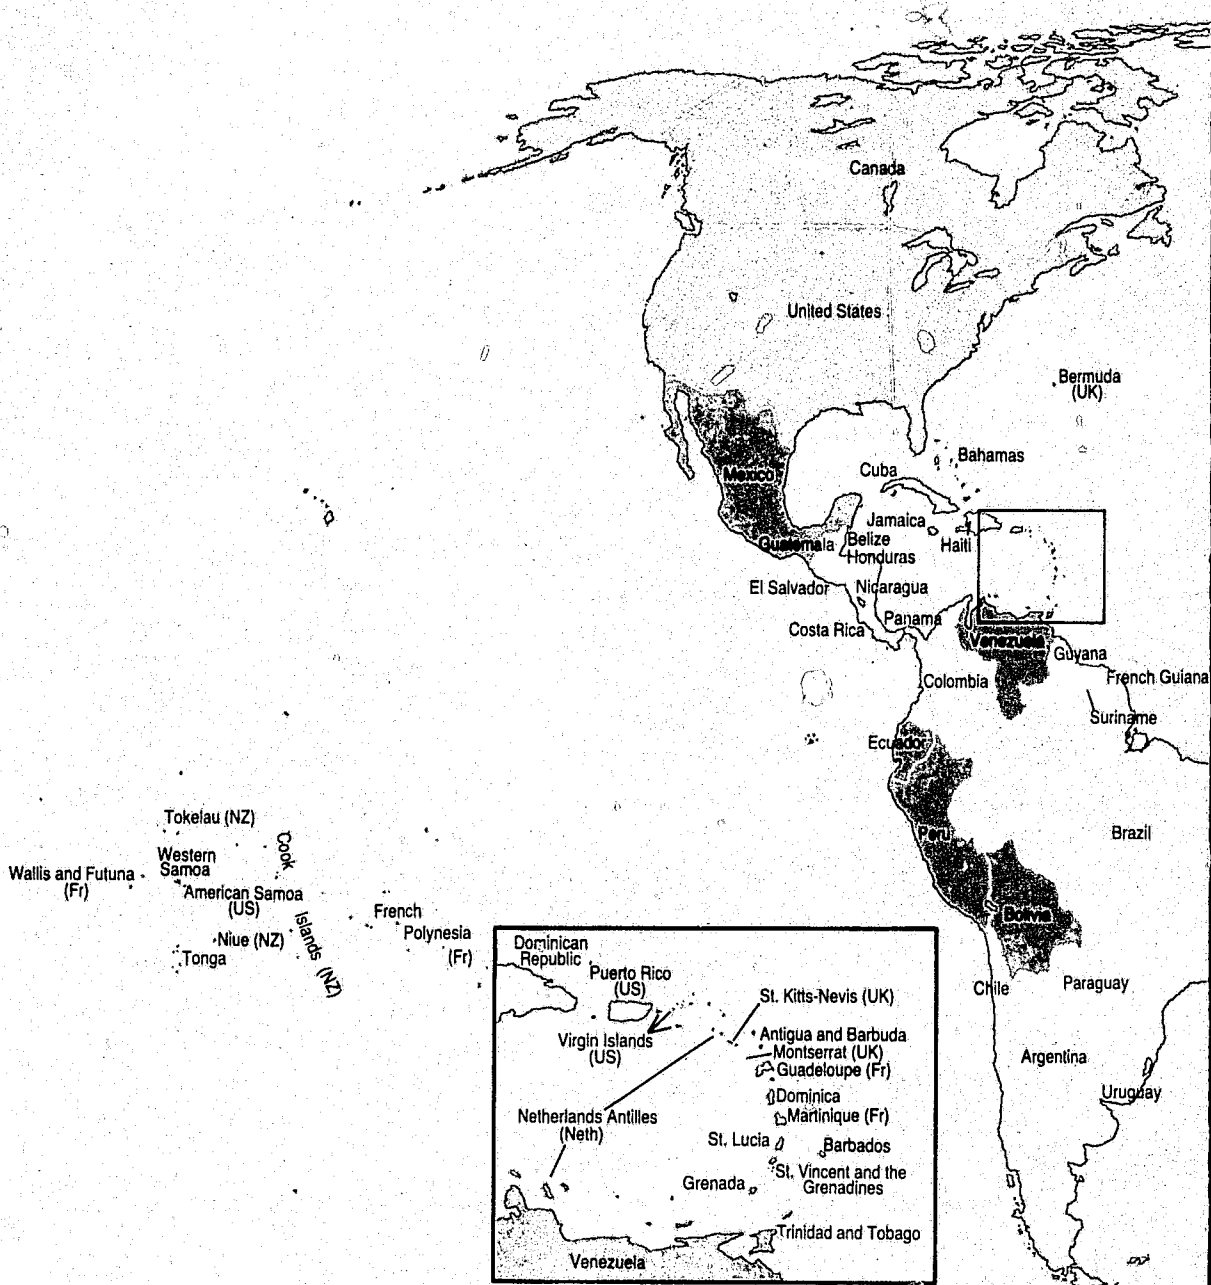 Canada
United States
Bermuda
(UK)
Bahamas
Cuba
Mexico
Jamaica
Haiti
Belize
Guatemala
Honduras
El Salvador
Nicaragua
Panama
Costa Rica
Venezuela
Guyana
French Guiana
Colombia
Suriname
Ecuador
Peru
Brazil
Bolivia
Chile
Paraguay
Argentina
Uruguay
Tokelau (NZ)
Cook
Islands (NZ)
Western
Samoa
Wallis and Futuna
(Fr)
American Samoa
(US)
Niue (NZ)
Tonga
French
Polynesia
(Fr)
Dominican
Republic
Puerto Rico
(US)
St. Kitts-Nevis (UK)
Virgin Islands
(US)
Antigua and Barbuda
Montserrat (UK)
Guadeloupe (Fr)
Dominica
Martinique (Fr)
Netherlands Antilles
(Neth)
St. Lucia
Barbados
St. Vincent and the
Grenadines
Grenada
Trinidad and Tobago
Venezuela